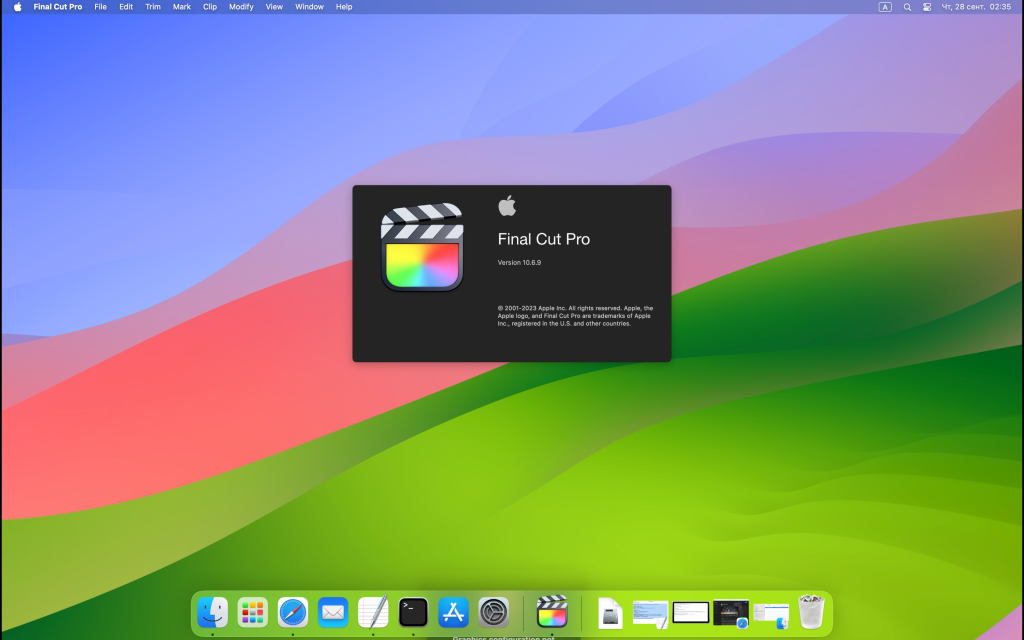 Final Cut Pro File Edit Trim Mark Clip Modify View Window Help A Чт, 28 сент. 02:35
Final Cut Pro
Version 10.6.9
© 2001-2023 Apple Inc. All rights reserved. Apple, the
Apple logo, and Final Cut Pro are trademarks of Apple
Inc., registered in the U.S. and other countries.